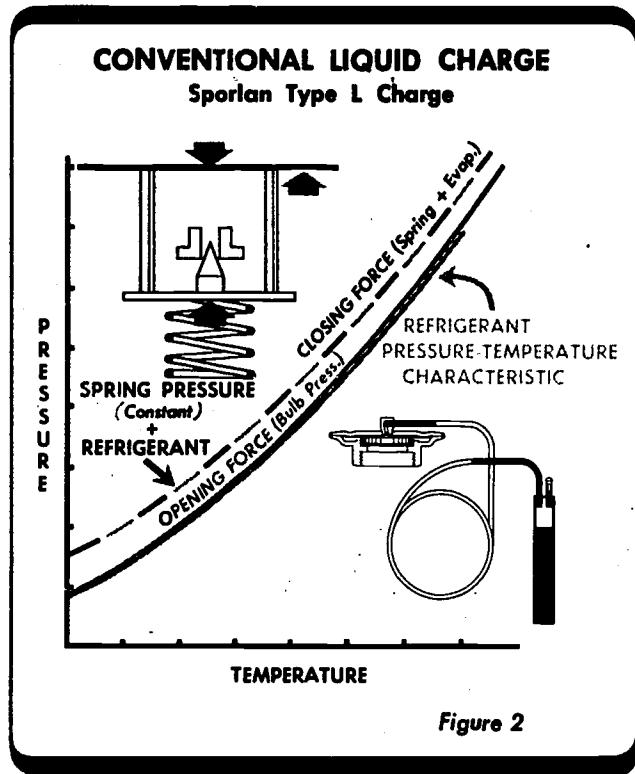 CONVENTIONAL LIQUID CHARGE
Sporlan Type L Charge
PRESSURE
CLOSING FORCE (Spring + Evap.)
OPENING FORCE (Bulb Press.)
SPRING PRESSURE
(Constant)
+
REFRIGERANT
REFRIGERANT
PRESSURE-TEMPERATURE
CHARACTERISTIC
TEMPERATURE
Figure 2